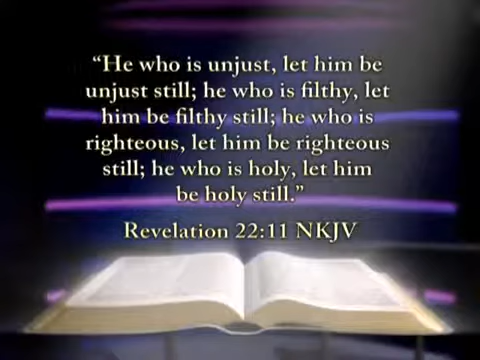 “He who is unjust, let him be
unjust still; he who is filthy, let
him be filthy still; he who is
righteous, let him be righteous
still; he who is holy, let him
be holy still.”
Revelation 22:11 NKJV